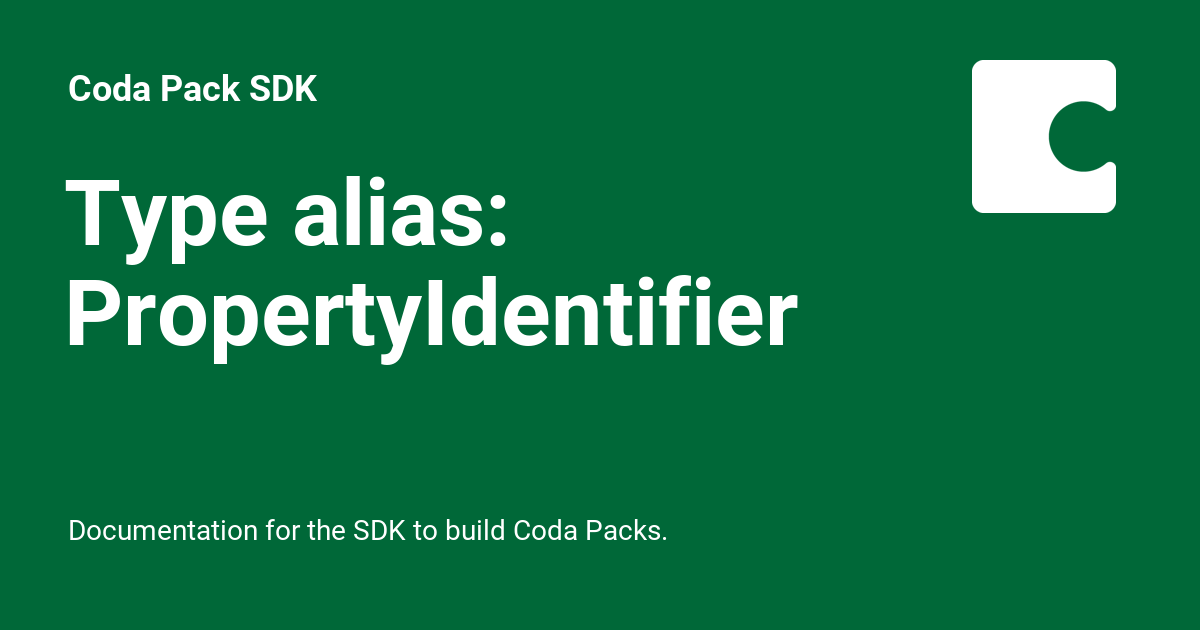 Coda Pack SDK
Type alias:
PropertyIdentifier
Documentation for the SDK to build Coda Packs.